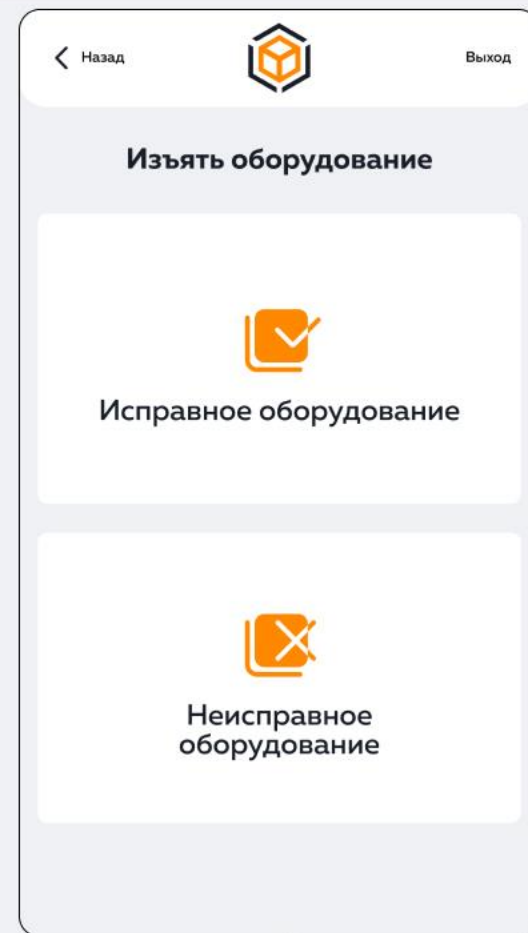 Назад
Выход
Изъять оборудование
Исправное оборудование
Неисправное
оборудование